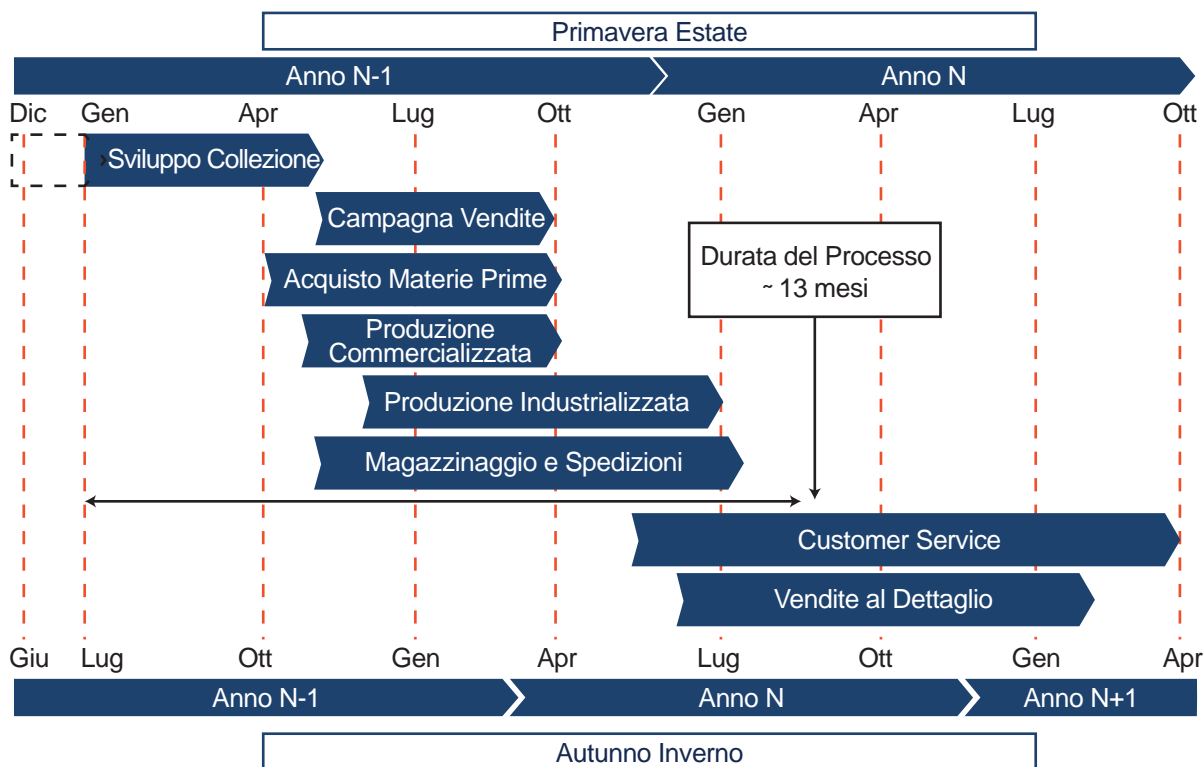 Primavera Estate
Anno N-1 Anno N
Dic Gen Apr Lug Ott Gen Apr Lug Ott
Sviluppo Collezione
Campagna Vendite
Durata del Processo
~ 13 mesi
Acquisto Materie Prime
Produzione
Commercializzata
Produzione Industrializzata
Magazzinaggio e Spedizioni
Customer Service
Vendite al Dettaglio
Giu Lug Ott Gen Apr Lug Ott Gen Apr
Anno N-1 Anno N Anno N+1
Autunno Inverno